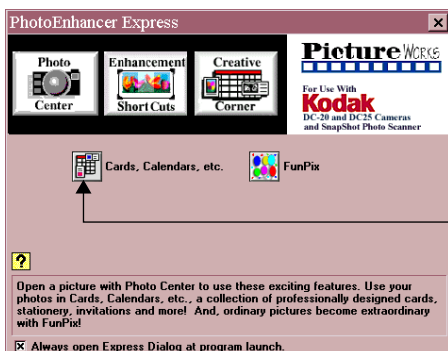 PhotoEnhancer Express
Photo
Center
Enhancement
Short Cuts
Creative
Corner
PictureWORKS
For Use With
Kodak
DC-20 and DC25 Cameras
and SnapShot Photo Scanner
Cards, Calendars, etc.
FunPix
?
Open a picture with Photo Center to use these exciting features. Use your
photos in Cards, Calendars, etc., a collection of professionally designed cards,
stationery, invitations and more! And, ordinary pictures become extraordinary
with FunPix!
Always open Express Dialog at program launch.